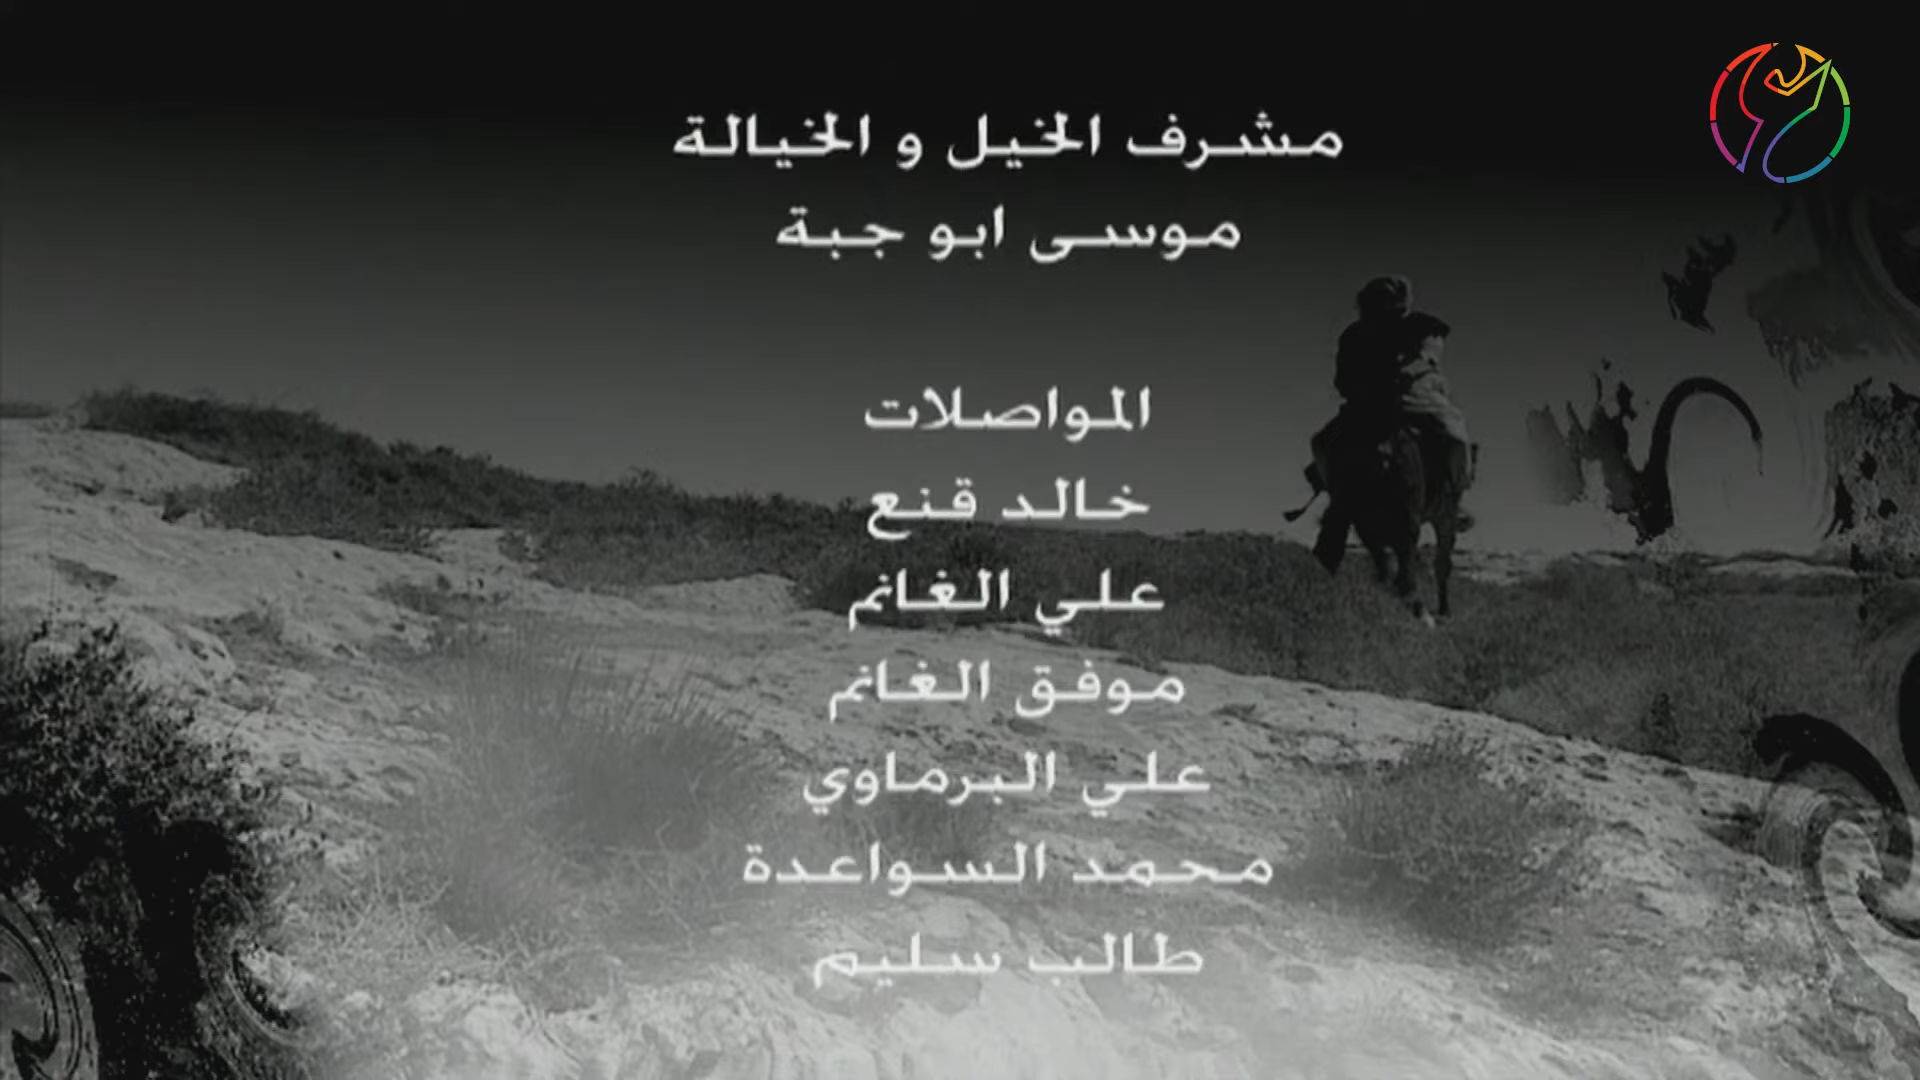 مشرف الخيل و الخيالة
موسى ابو جبة
المواصلات
خالد قنع
علي الغانم
موفق الغانم
علي البرماوي
محمد السواعدة
طالب سليم